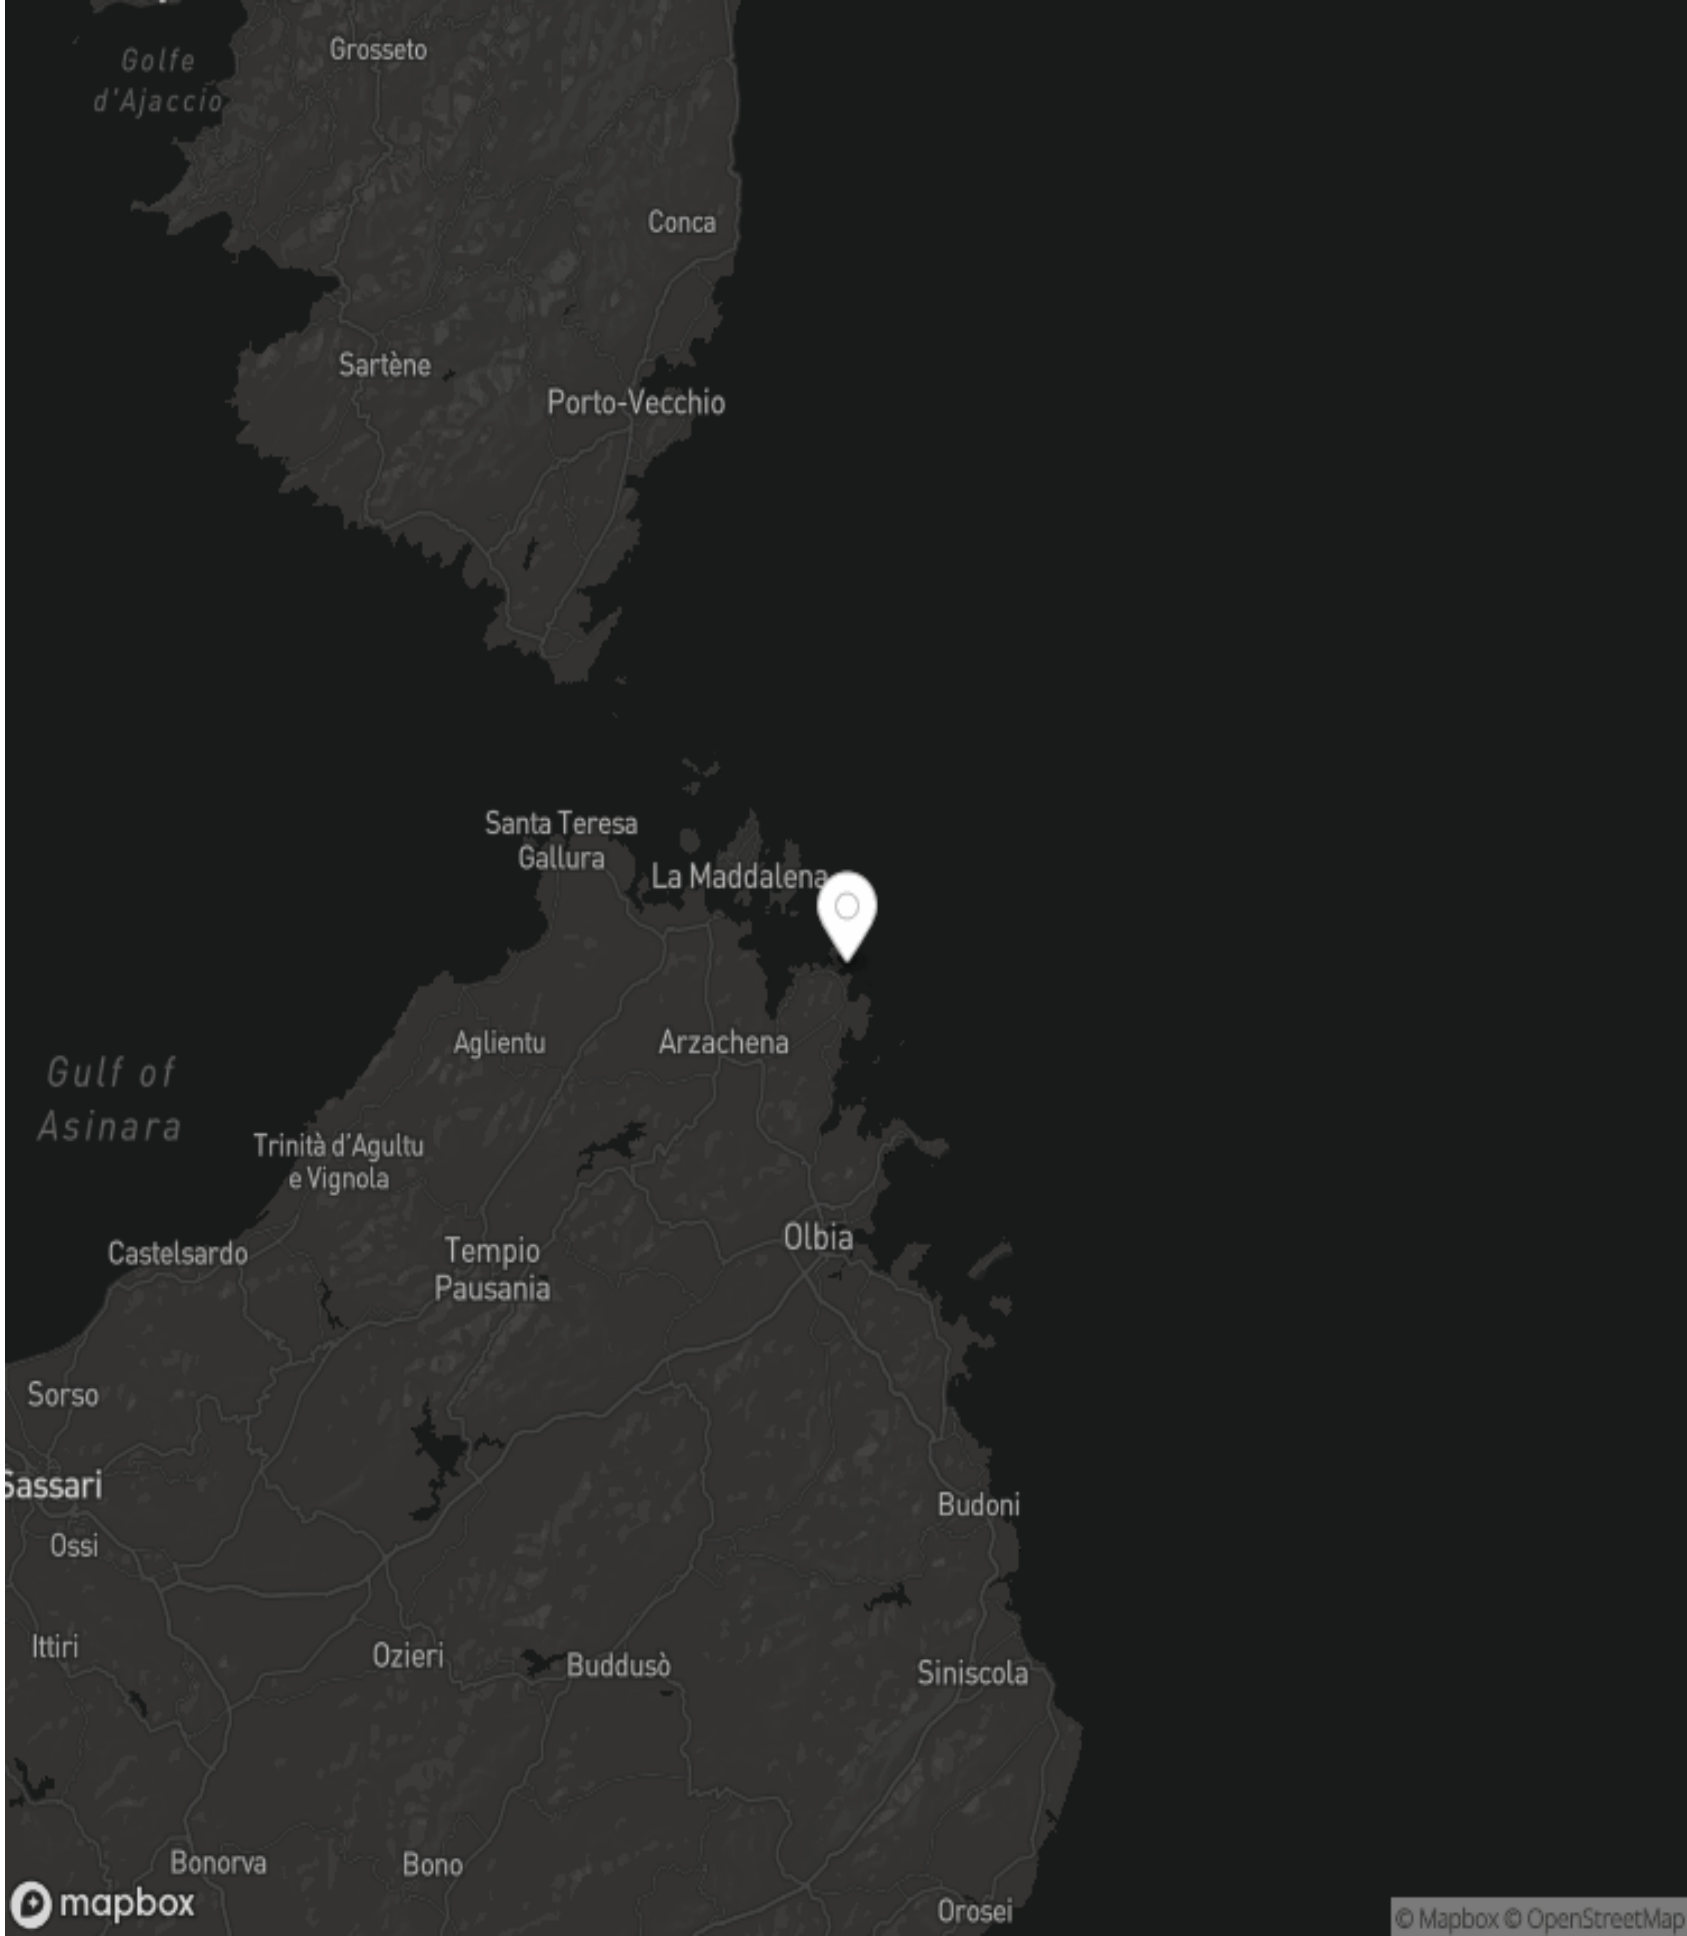 Grosseto
Golfe
d'Ajaccio
Conca
Sartène
Porto-Vecchio
Santa Teresa
Gallura
La Maddalena
Aglientu
Arzachena
Gulf of
Asinara
Trinità d'Agultu
e Vignola
Castelsardo
Tempio
Pausania
Olbia
Sorso
Sassari
Ossi
Budoni
Ittiri
Ozieri
Buddusò
Siniscola
Bonorva
Bono
Orosei
mapbox
© Mapbox © OpenStreetMap